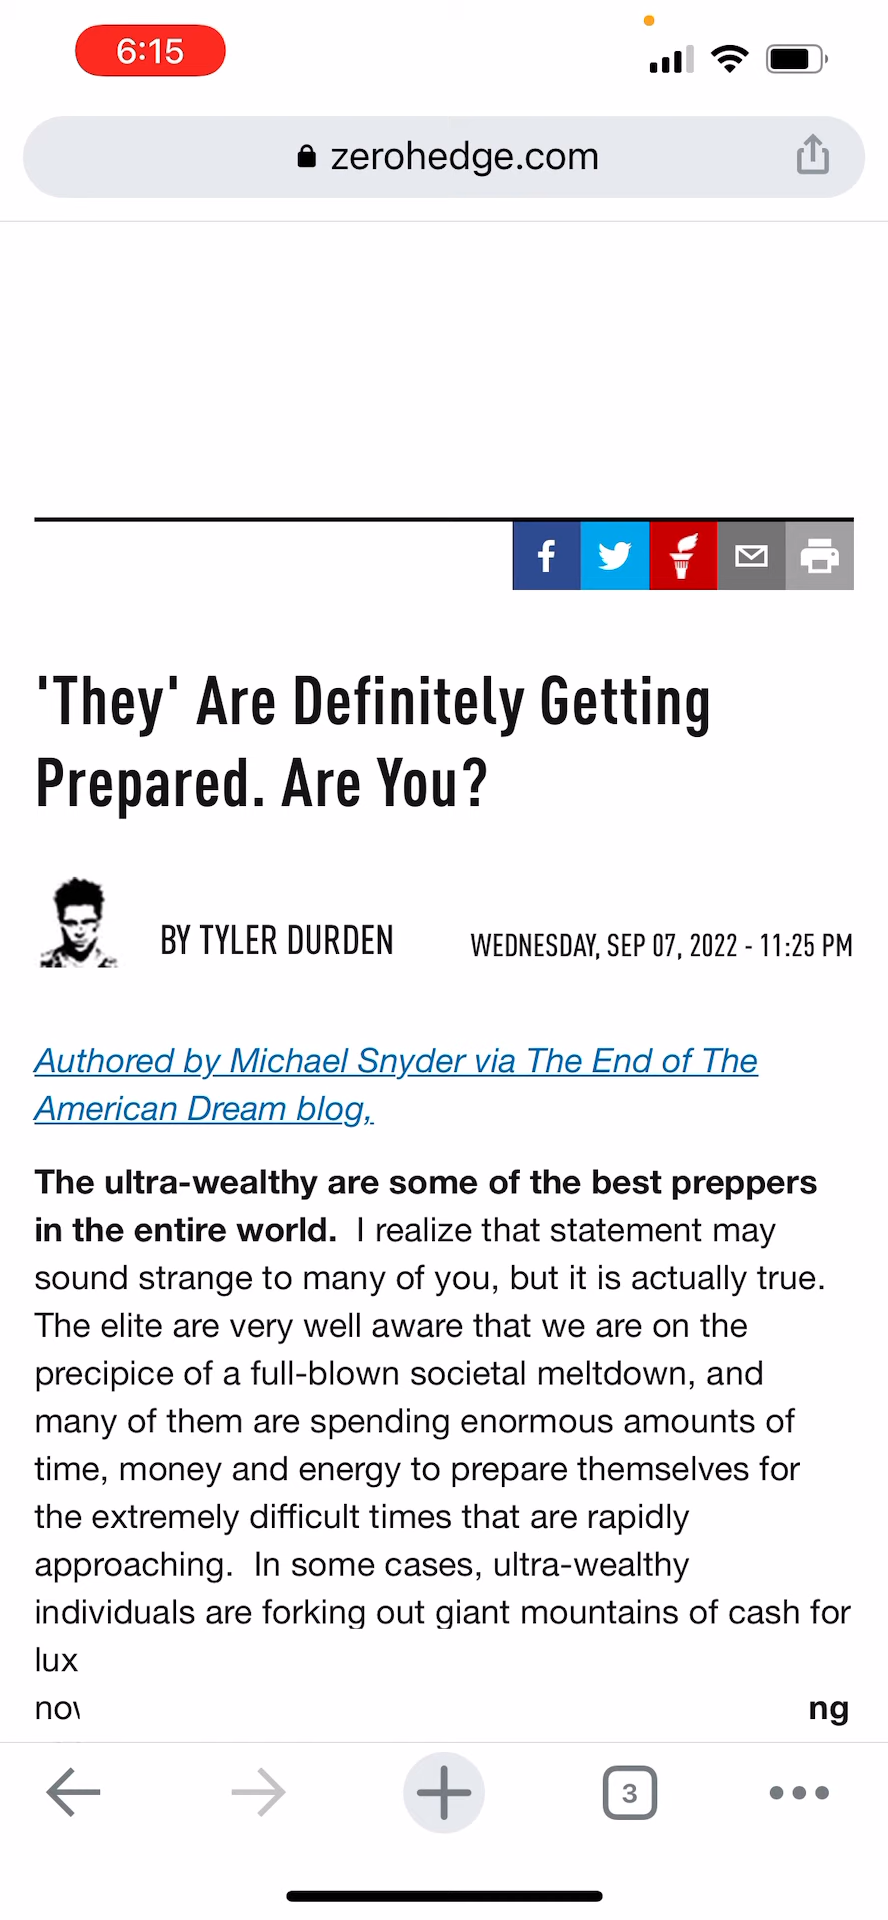 6:15
zerohedge.com
'They' Are Definitely Getting
Prepared. Are You?
BY TYLER DURDEN
WEDNESDAY, SEP 07, 2022 - 11:25 PM
Authored by Michael Snyder via The End of The
American Dream blog,
The ultra-wealthy are some of the best preppers
in the entire world.  I realize that statement may
sound strange to many of you, but it is actually true.
The elite are very well aware that we are on the
precipice of a full-blown societal meltdown, and
many of them are spending enormous amounts of
time, money and energy to prepare themselves for
the extremely difficult times that are rapidly
approaching.  In some cases, ultra-wealthy
individuals are forking out giant mountains of cash for
lux
ng
3